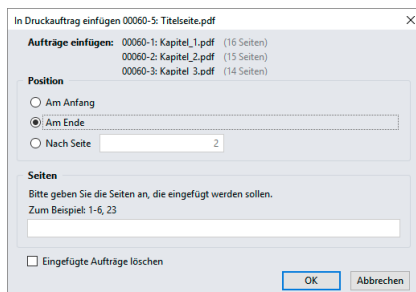 In Druckauftrag einfügen 00060-5: Titelseite.pdf
Aufträge einfügen: 00060-1: Kapitel_1.pdf (16 Seiten)
00060-2: Kapitel_2.pdf (15 Seiten)
00060-3: Kapitel_3.pdf (14 Seiten)
Position
Am Anfang
Am Ende
Nach Seite 2
Seiten
Bitte geben Sie die Seiten an, die eingefügt werden sollen.
Zum Beispiel: 1-6, 23
Eingefügte Aufträge löschen
OK Abbrechen